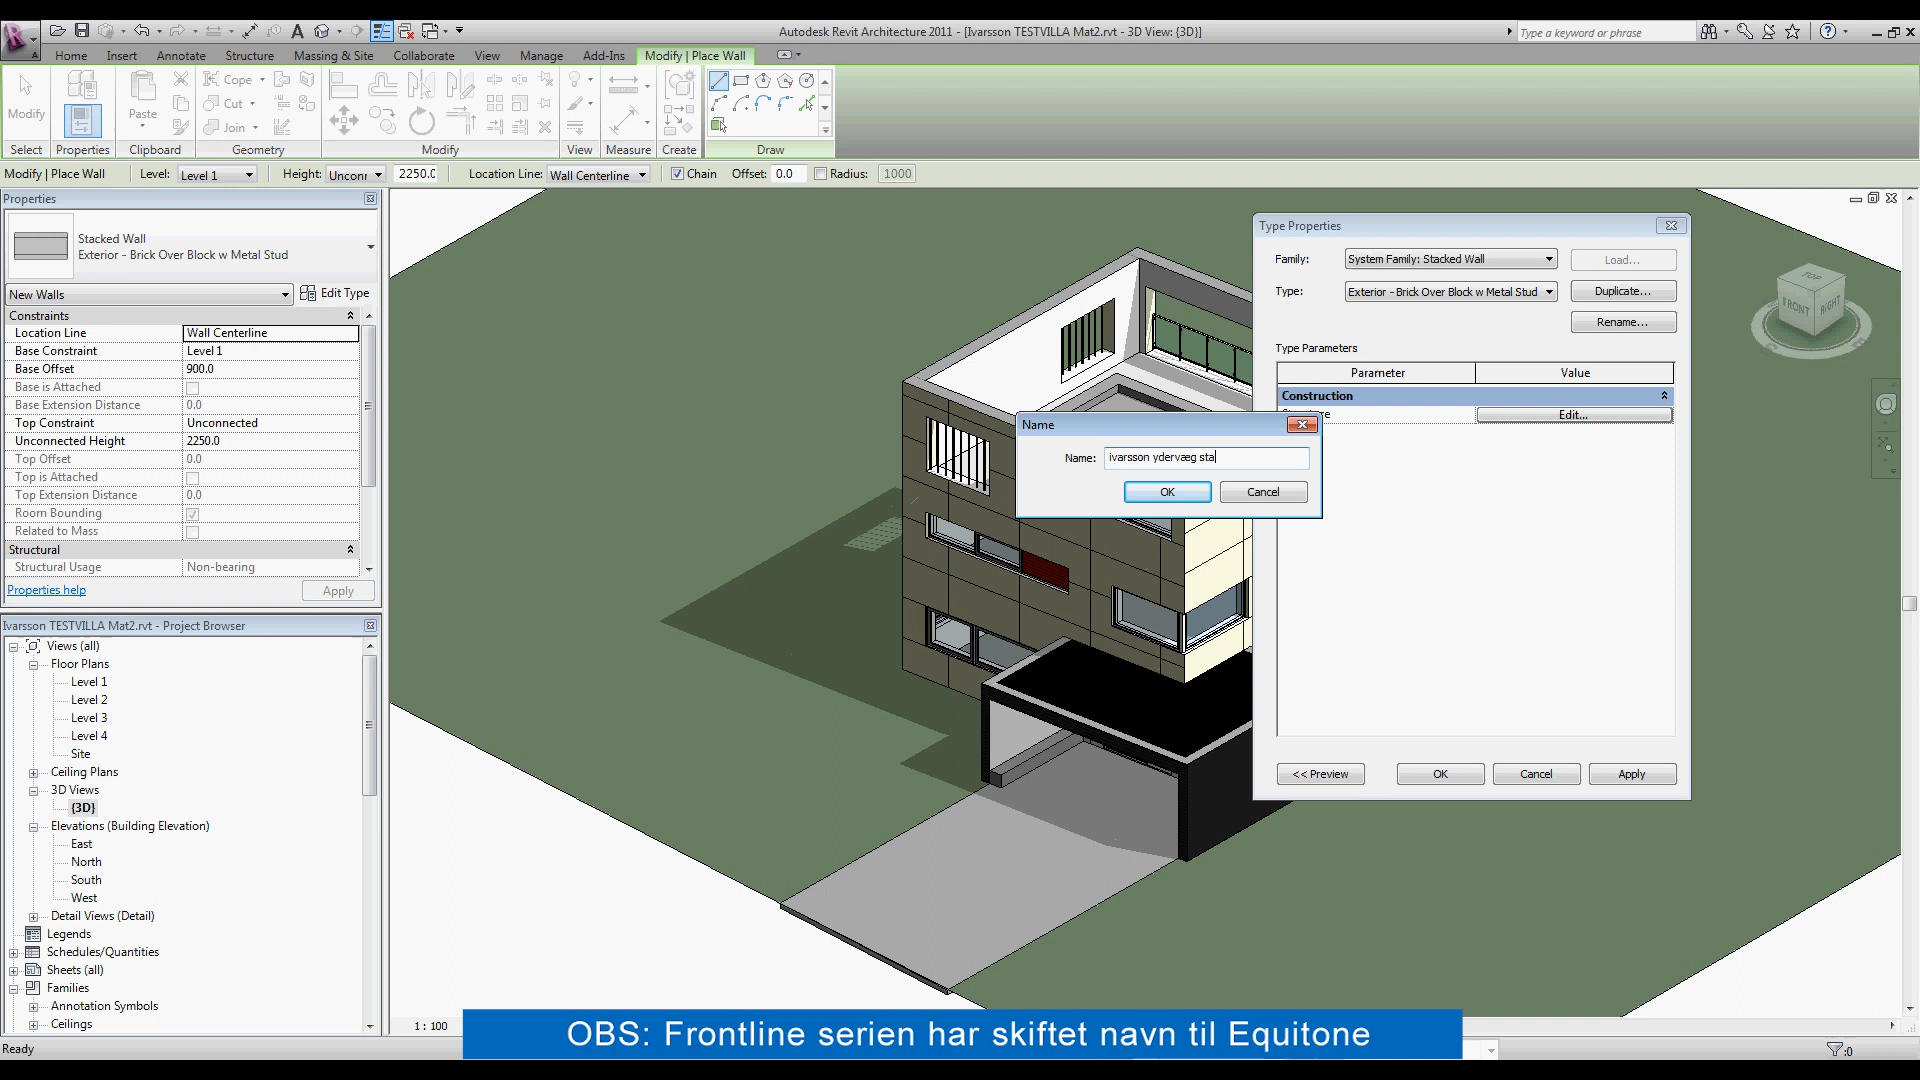 Autodesk Revit Architecture 2011 - [Ivarsson TESTVILLA Mat2.rvt - 3D View: {3D}]
Type a keyword or phrase
Home Insert Annotate Structure Massing & Site Collaborate View Manage Add-Ins Modify | Place Wall
Modify
Paste
Cope
Cut
Join
Select Properties Clipboard Geometry Modify View Measure Create Draw
Modify | Place Wall Level: Level 1 Height: Unconr 2250.0 Location Line: Wall Centerline Chain Offset: 0.0 Radius: 1000
Properties
Stacked Wall
Exterior - Brick Over Block w Metal Stud
New Walls Edit Type
Constraints
Location Line Wall Centerline
Base Constraint Level 1
Base Offset 900.0
Base is Attached
Base Extension Distance 0.0
Top Constraint Unconnected
Unconnected Height 2250.0
Top Offset 0.0
Top is Attached
Top Extension Distance 0.0
Room Bounding
Related to Mass
Structural
Structural Usage Non-bearing
Properties help Apply
Ivarsson TESTVILLA Mat2.rvt - Project Browser
Views (all)
Floor Plans
Level 1
Level 2
Level 3
Level 4
Site
Ceiling Plans
3D Views
{3D}
Elevations (Building Elevation)
East
North
South
West
Detail Views (Detail)
Legends
Schedules/Quantities
Sheets (all)
Families
Annotation Symbols
Ceilings
Ready
1 : 100
Type Properties
Family: System Family: Stacked Wall Load...
Type: Exterior - Brick Over Block w Metal Stud Duplicate...
Rename...
Type Parameters
Parameter Value
Construction
Edit...
<< Preview OK Cancel Apply
Name
Name: ivarsson ydervæg sta
OK Cancel
TOP
FRONT RIGHT
OBS: Frontline serien har skiftet navn til Equitone
:0